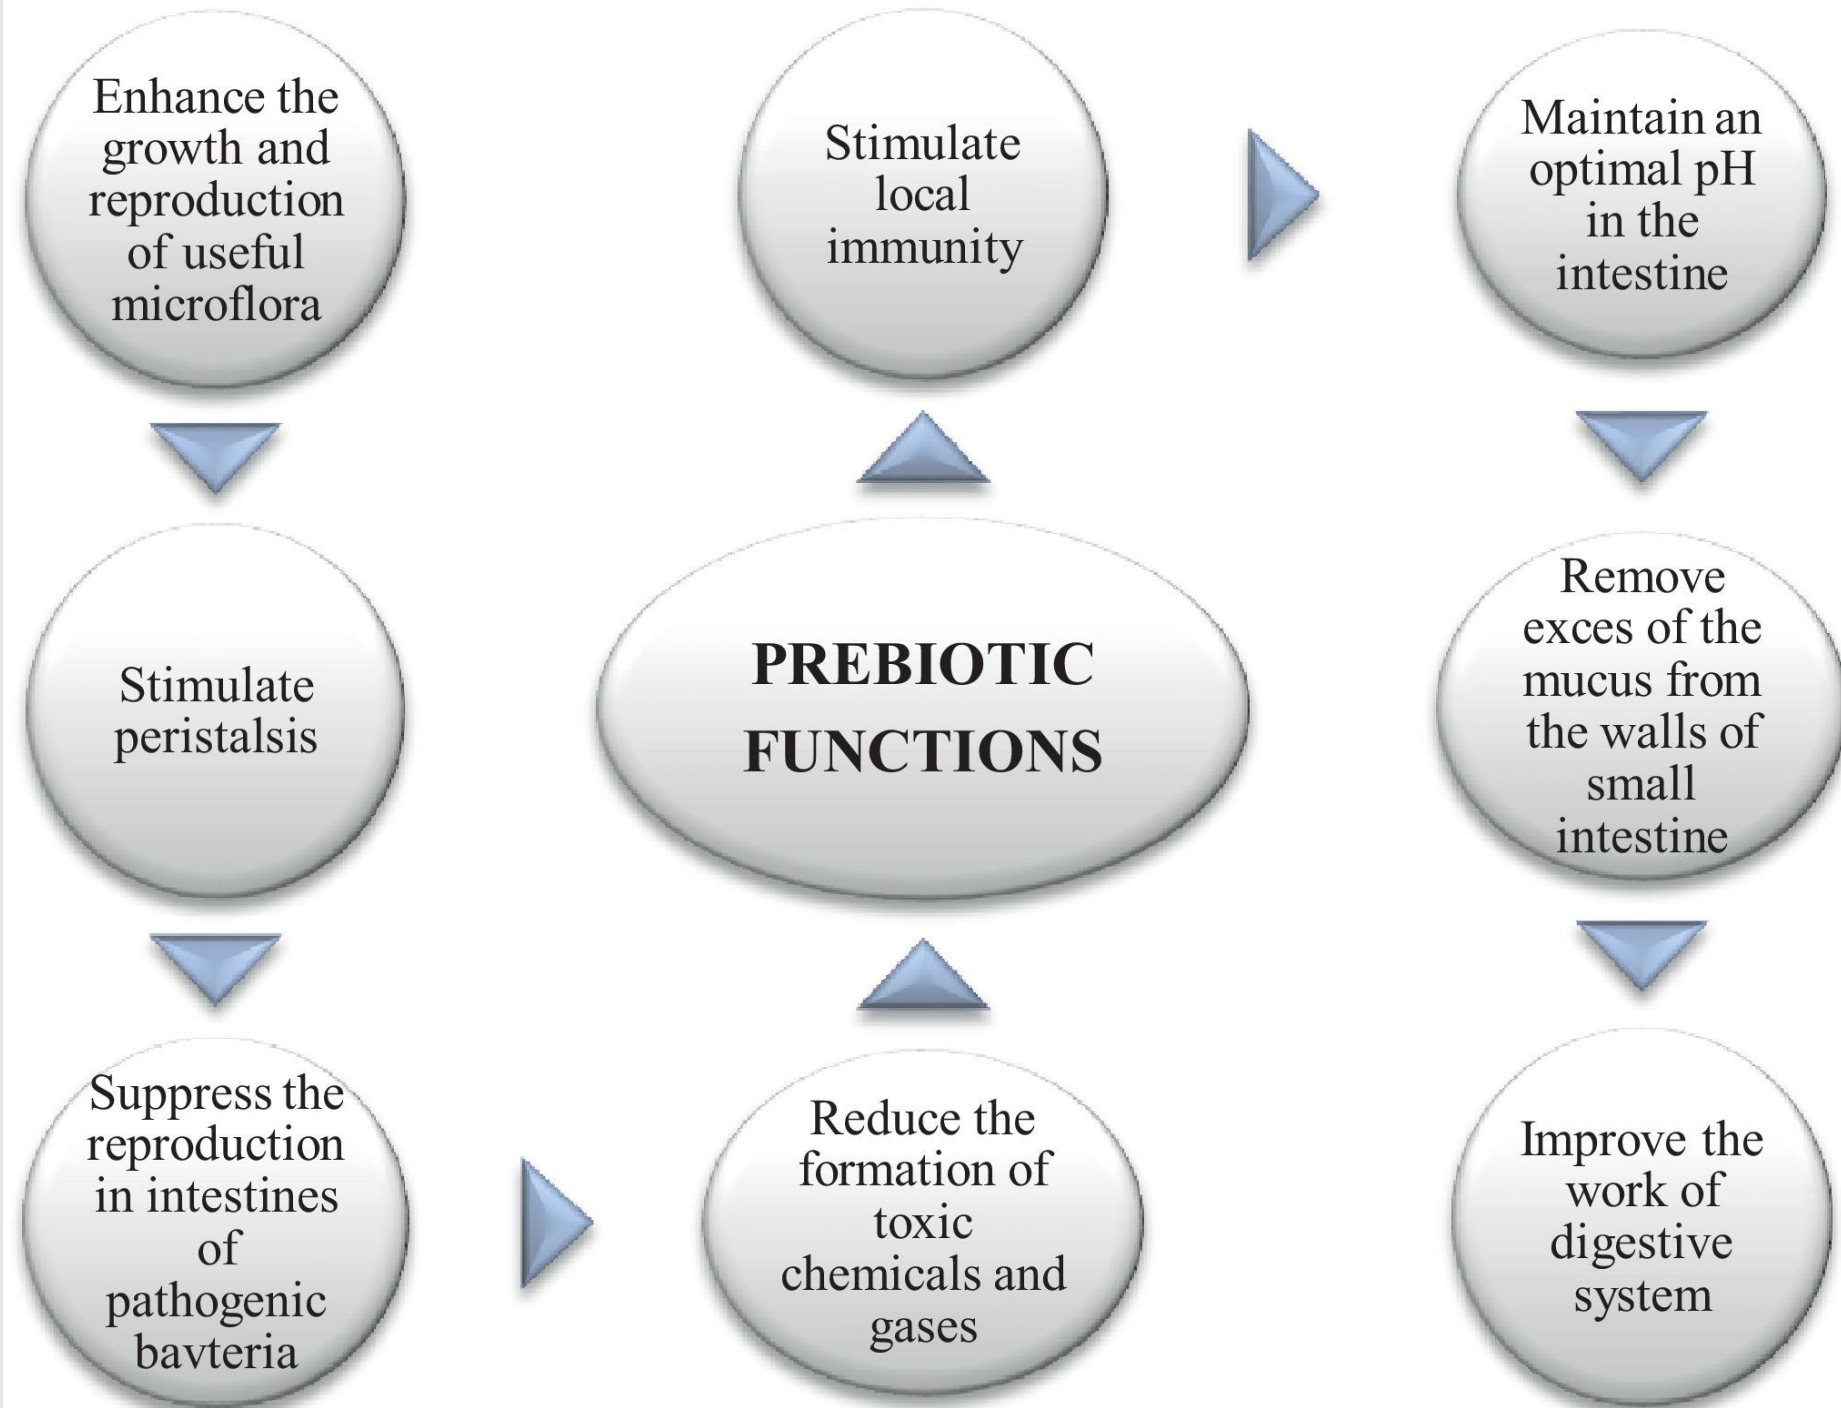 Enhance the
growth and
reproduction
of useful
microflora
Stimulate
peristalsis
Suppress the
reproduction
in intestines
of
pathogenic
bavteria
Reduce the
formation of
toxic
chemicals and
gases
PREBIOTIC
FUNCTIONS
Stimulate
local
immunity
Maintain an
optimal pH
in the
intestine
Remove
exces of the
mucus from
the walls of
small
intestine
Improve the
work of
digestive
system